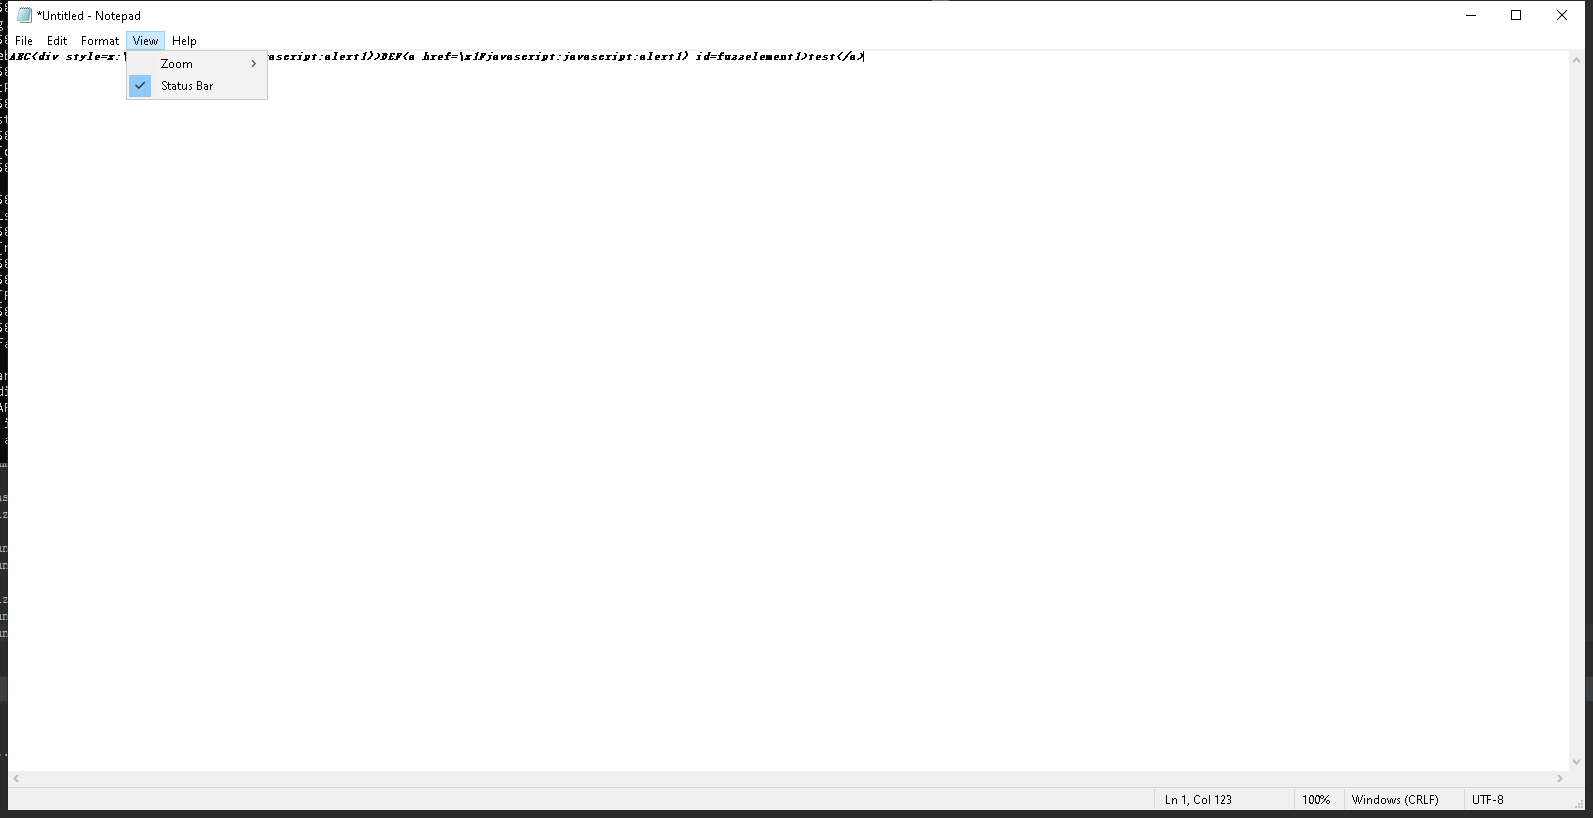 *Untitled - Notepad
File Edit Format View Help
ABC(div style=x:\ ascript:alert1))DEF(a href=\x1Fjavascript:javascript:alert1) id=fuzzelement1)test(/a)
Zoom
Status Bar
Ln 1, Col 123 100% Windows (CRLF) UTF-8